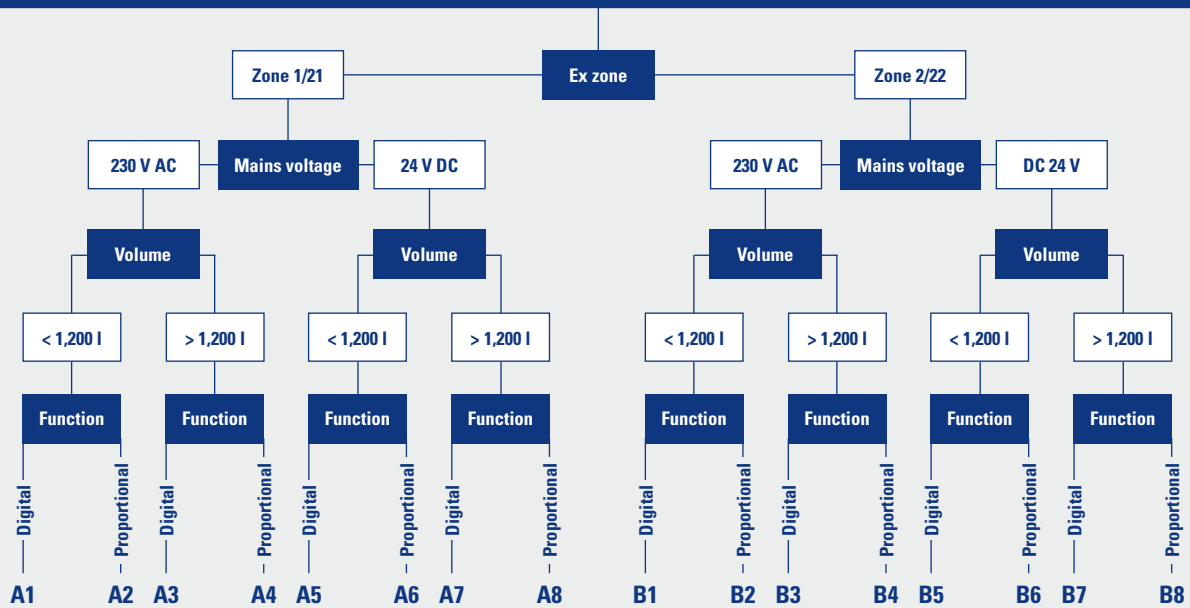 Zone 1/21
Ex zone
Zone 2/22
230 V AC
Mains voltage
24 V DC
230 V AC
Mains voltage
DC 24 V
Volume
Volume
Volume
Volume
< 1,200 l
> 1,200 l
< 1,200 l
> 1,200 l
< 1,200 l
> 1,200 l
< 1,200 l
> 1,200 l
Function
Function
Function
Function
Function
Function
Function
Function
Digital
Proportional
Digital
Proportional
Digital
Proportional
Digital
Proportional
Digital
Proportional
Digital
Proportional
Digital
Proportional
Digital
Proportional
A1
A2
A3
A4
A5
A6
A7
A8
B1
B2
B3
B4
B5
B6
B7
B8